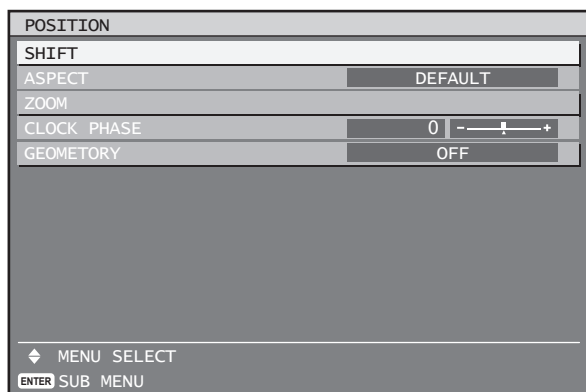 POSITION
SHIFT
ASPECT DEFAULT
ZOOM
CLOCK PHASE 0 - +
GEOMETORY OFF
MENU SELECT
ENTER SUB MENU